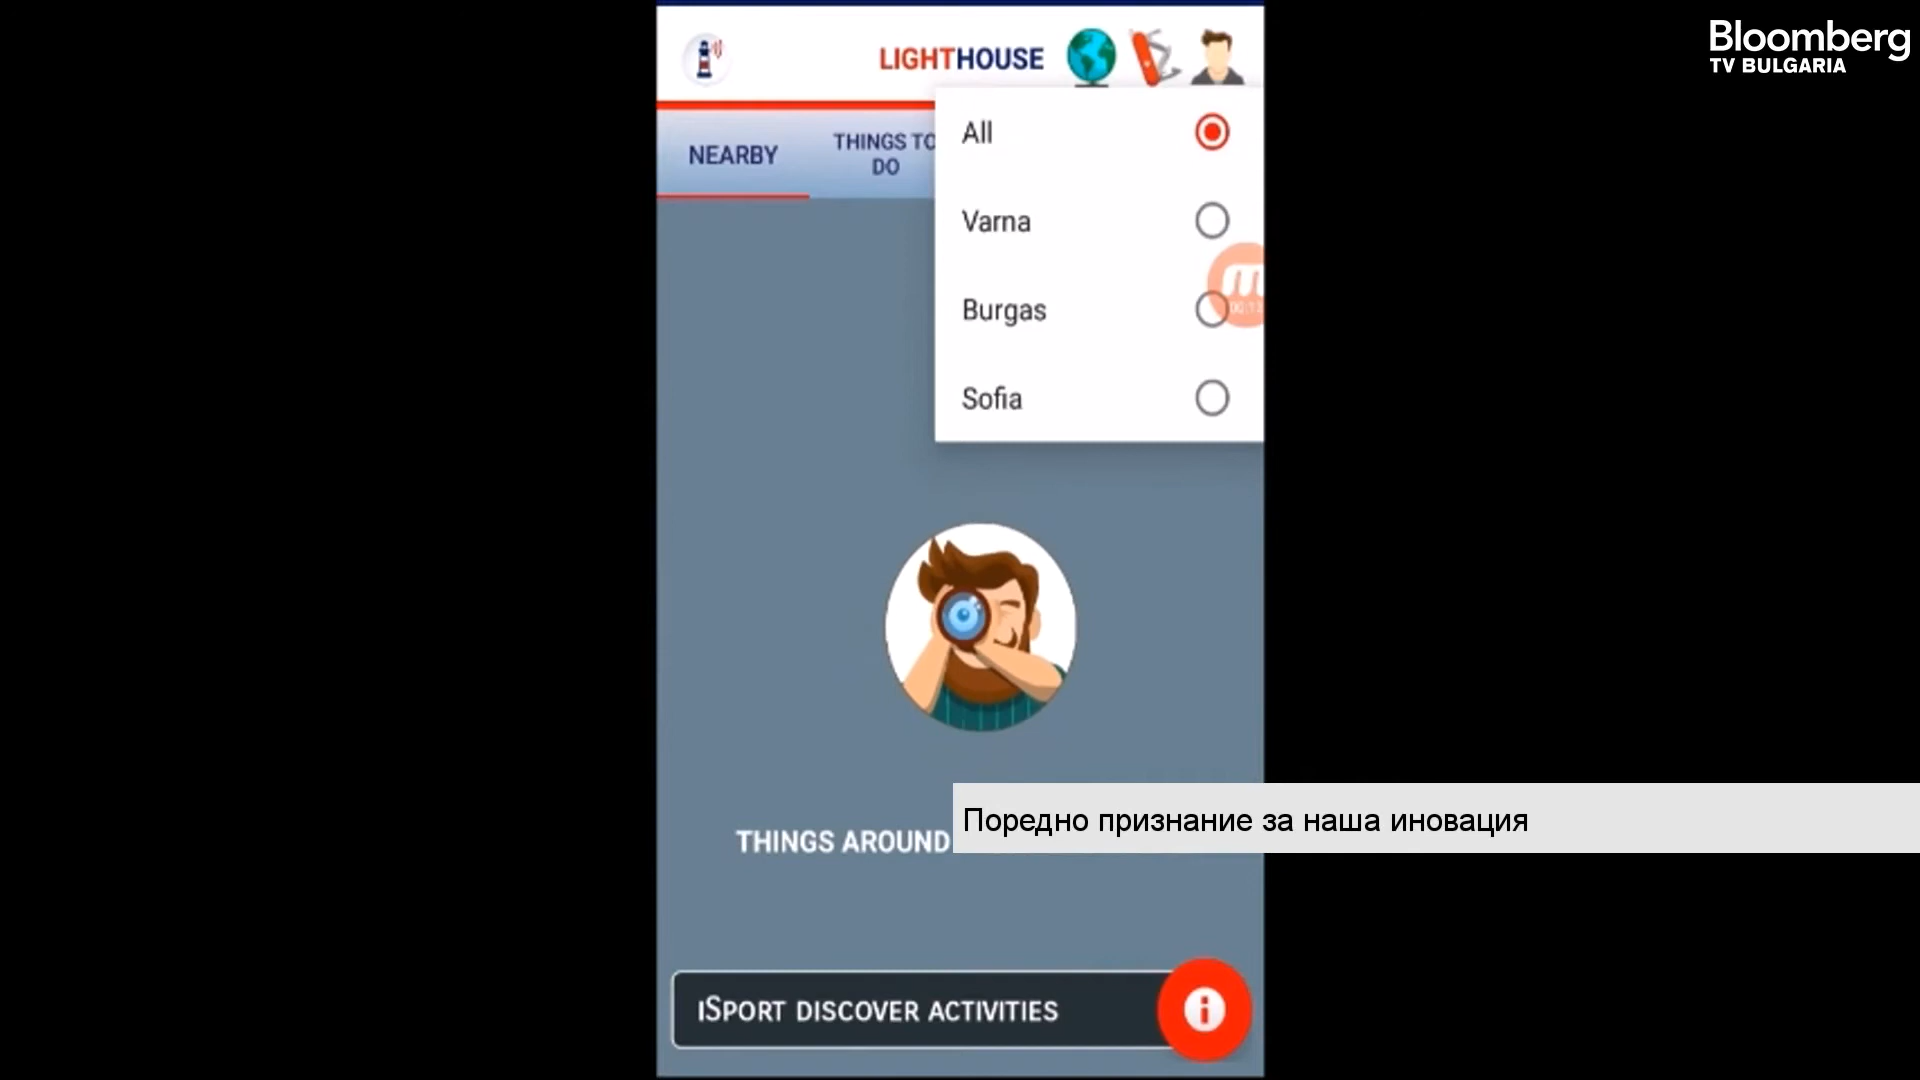 Bloomberg
TV BULGARIA
LIGHTHOUSE
NEARBY
THINGS TO
DO
All
Varna
Burgas
Sofia
THINGS AROUND
Поредно признание за наша иновация
iSPORT DISCOVER ACTIVITIES